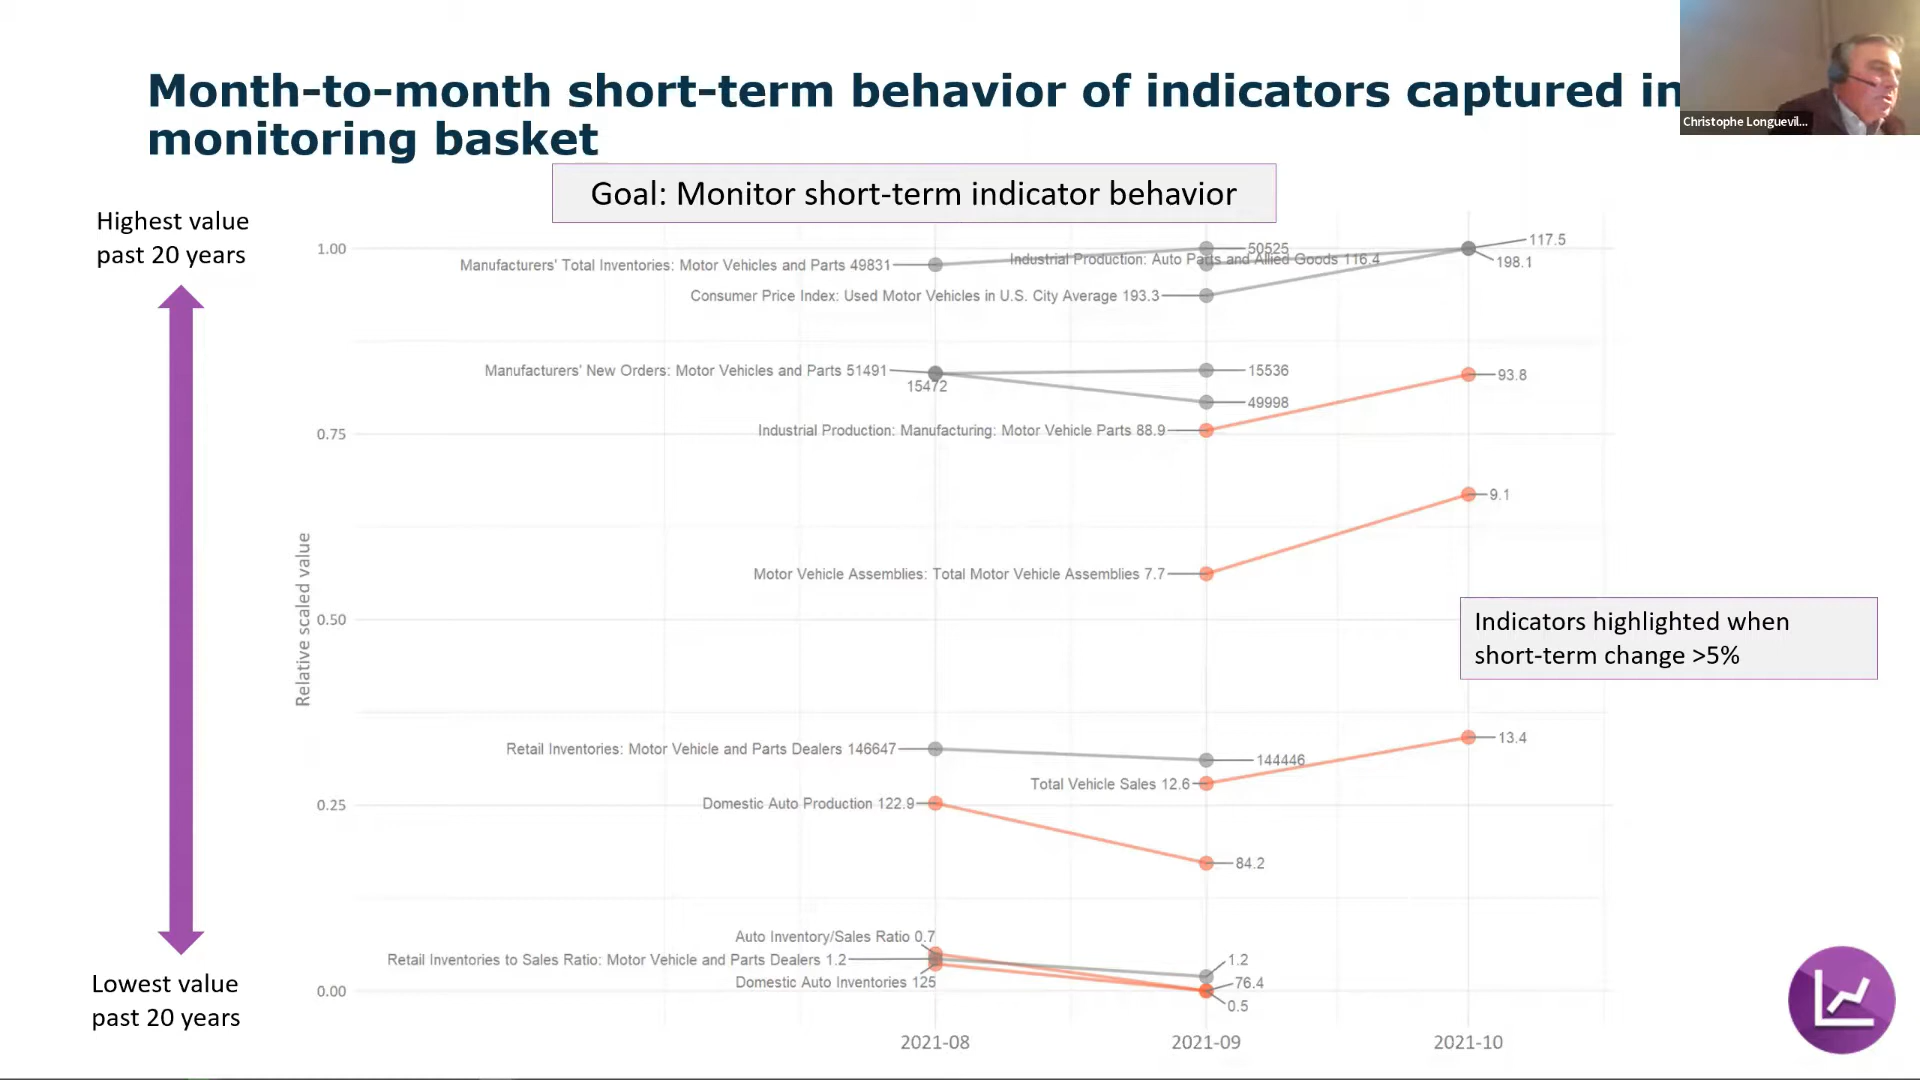 Month-to-month short-term behavior of indicators captured in
monitoring basket
Christophe Longuevil...
Goal: Monitor short-term indicator behavior
Highest value
past 20 years
Lowest value
past 20 years
Relative scaled value
1.00
0.75
0.50
0.25
0.00
Manufacturers' Total Inventories: Motor Vehicles and Parts 49831
50525
Industrial Production: Auto Parts and Allied Goods 116.4
117.5
198.1
Consumer Price Index: Used Motor Vehicles in U.S. City Average 193.3
Manufacturers' New Orders: Motor Vehicles and Parts 51491
15472
15536
49998
93.8
Industrial Production: Manufacturing: Motor Vehicle Parts 88.9
9.1
Motor Vehicle Assemblies: Total Motor Vehicle Assemblies 7.7
Indicators highlighted when
short-term change >5%
Retail Inventories: Motor Vehicle and Parts Dealers 146647
144446
13.4
Total Vehicle Sales 12.6
Domestic Auto Production 122.9
84.2
Auto Inventory/Sales Ratio 0.7
Retail Inventories to Sales Ratio: Motor Vehicle and Parts Dealers 1.2
Domestic Auto Inventories 125
1.2
76.4
0.5
2021-08
2021-09
2021-10